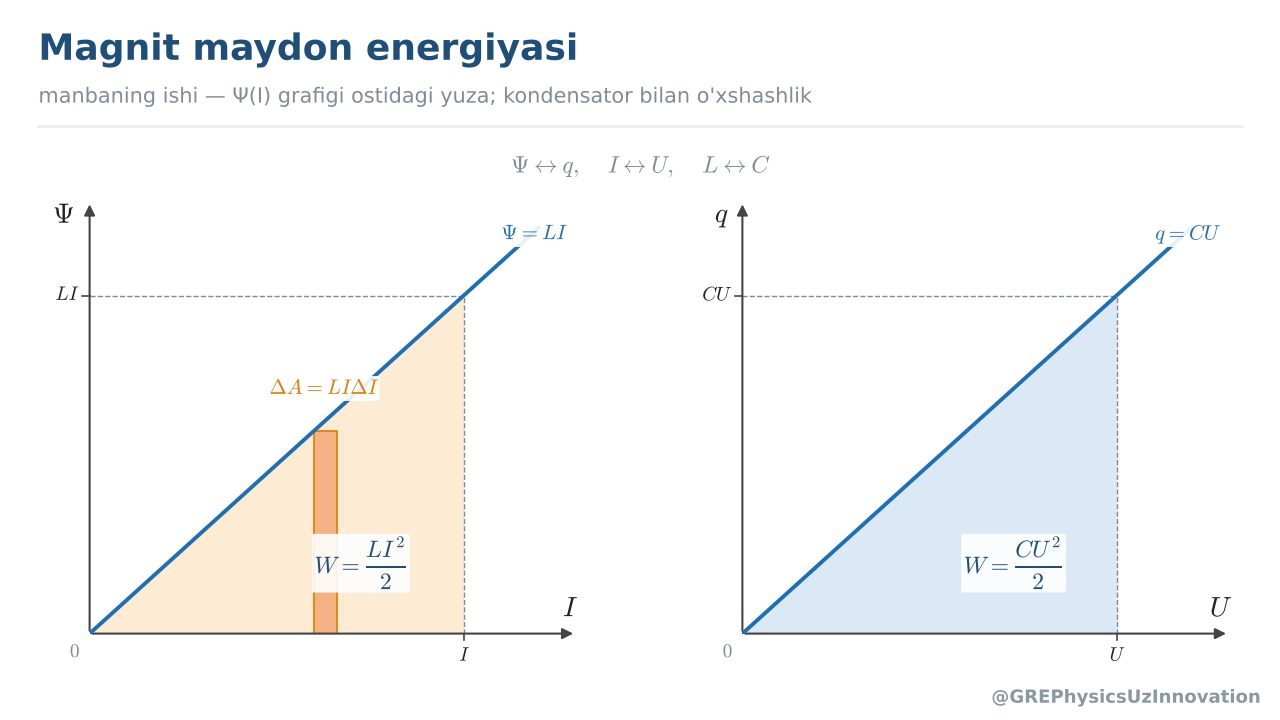 Magnit maydon energiyasi
manbaning ishi — Ψ(I) grafigi ostidagi yuza; kondensator bilan o'xshashlik
Ψ ↔ q, I ↔ U, L ↔ C
Ψ
Ψ = LI
LI
ΔA = LIΔI
W = LI²/2
I
0
I
q
q = CU
CU
W = CU²/2
U
0
U
@GREPhysicsUzInnovation